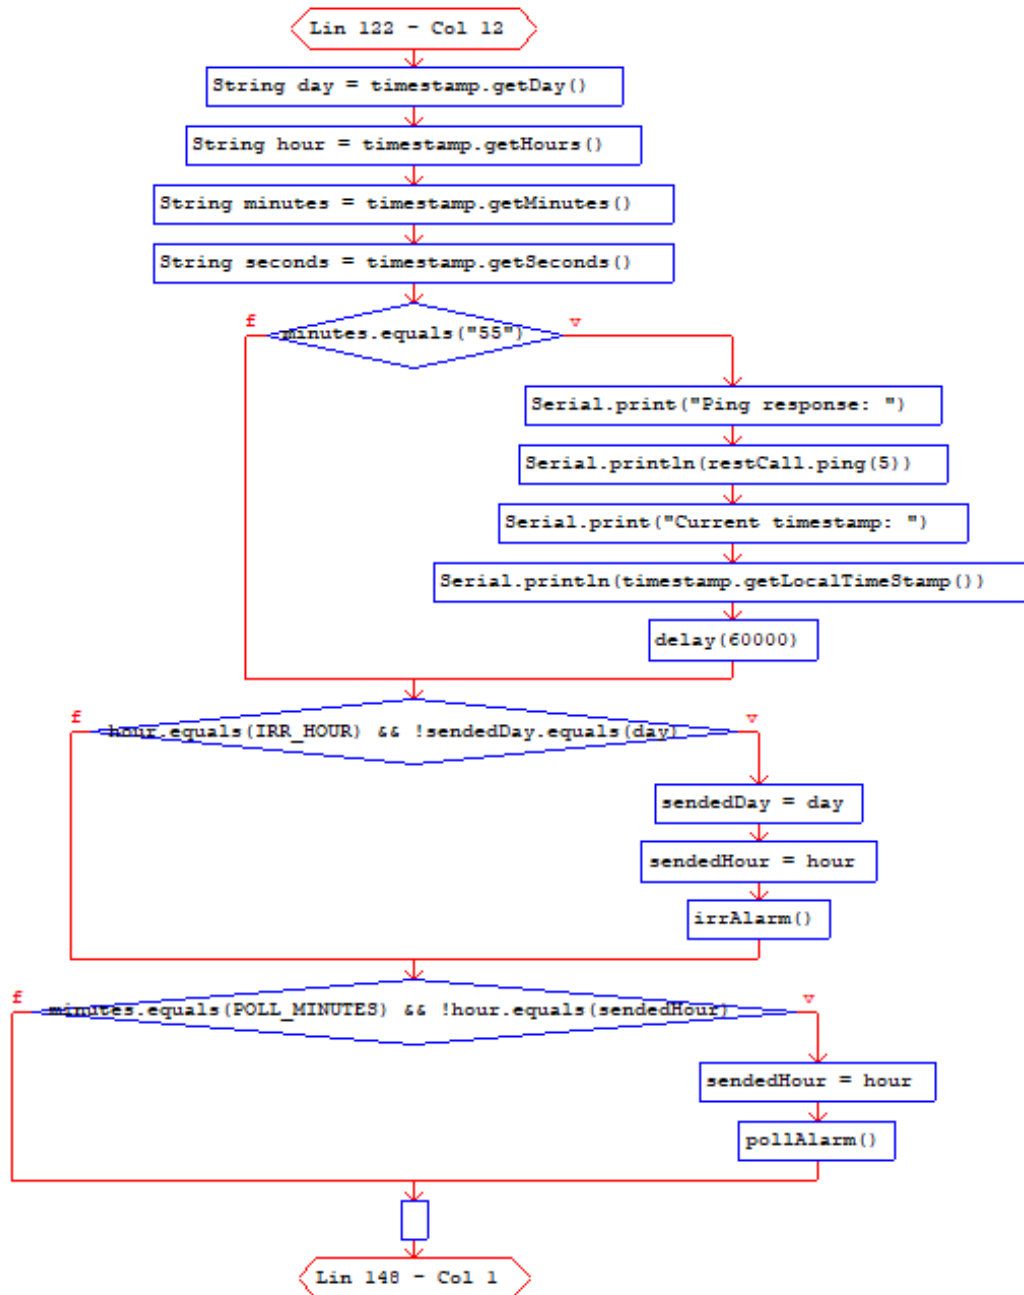 Lin 122 - Col 12
String day = timestamp.getDay()
String hour = timestamp.getHours()
String minutes = timestamp.getMinutes()
String seconds = timestamp.getSeconds()
f
v
minutes.equals("55")
Serial.print("Ping response: ")
Serial.println(restCall.ping(5))
Serial.print("Current timestamp: ")
Serial.println(timestamp.getLocalTimeStamp())
delay(60000)
f
v
hour.equals(IRR_HOUR) && !sendedDay.equals(day)
sendedDay = day
sendedHour = hour
irrAlarm()
f
v
minutes.equals(POLL_MINUTES) && !hour.equals(sendedHour)
sendedHour = hour
pollAlarm()
Lin 148 - Col 1